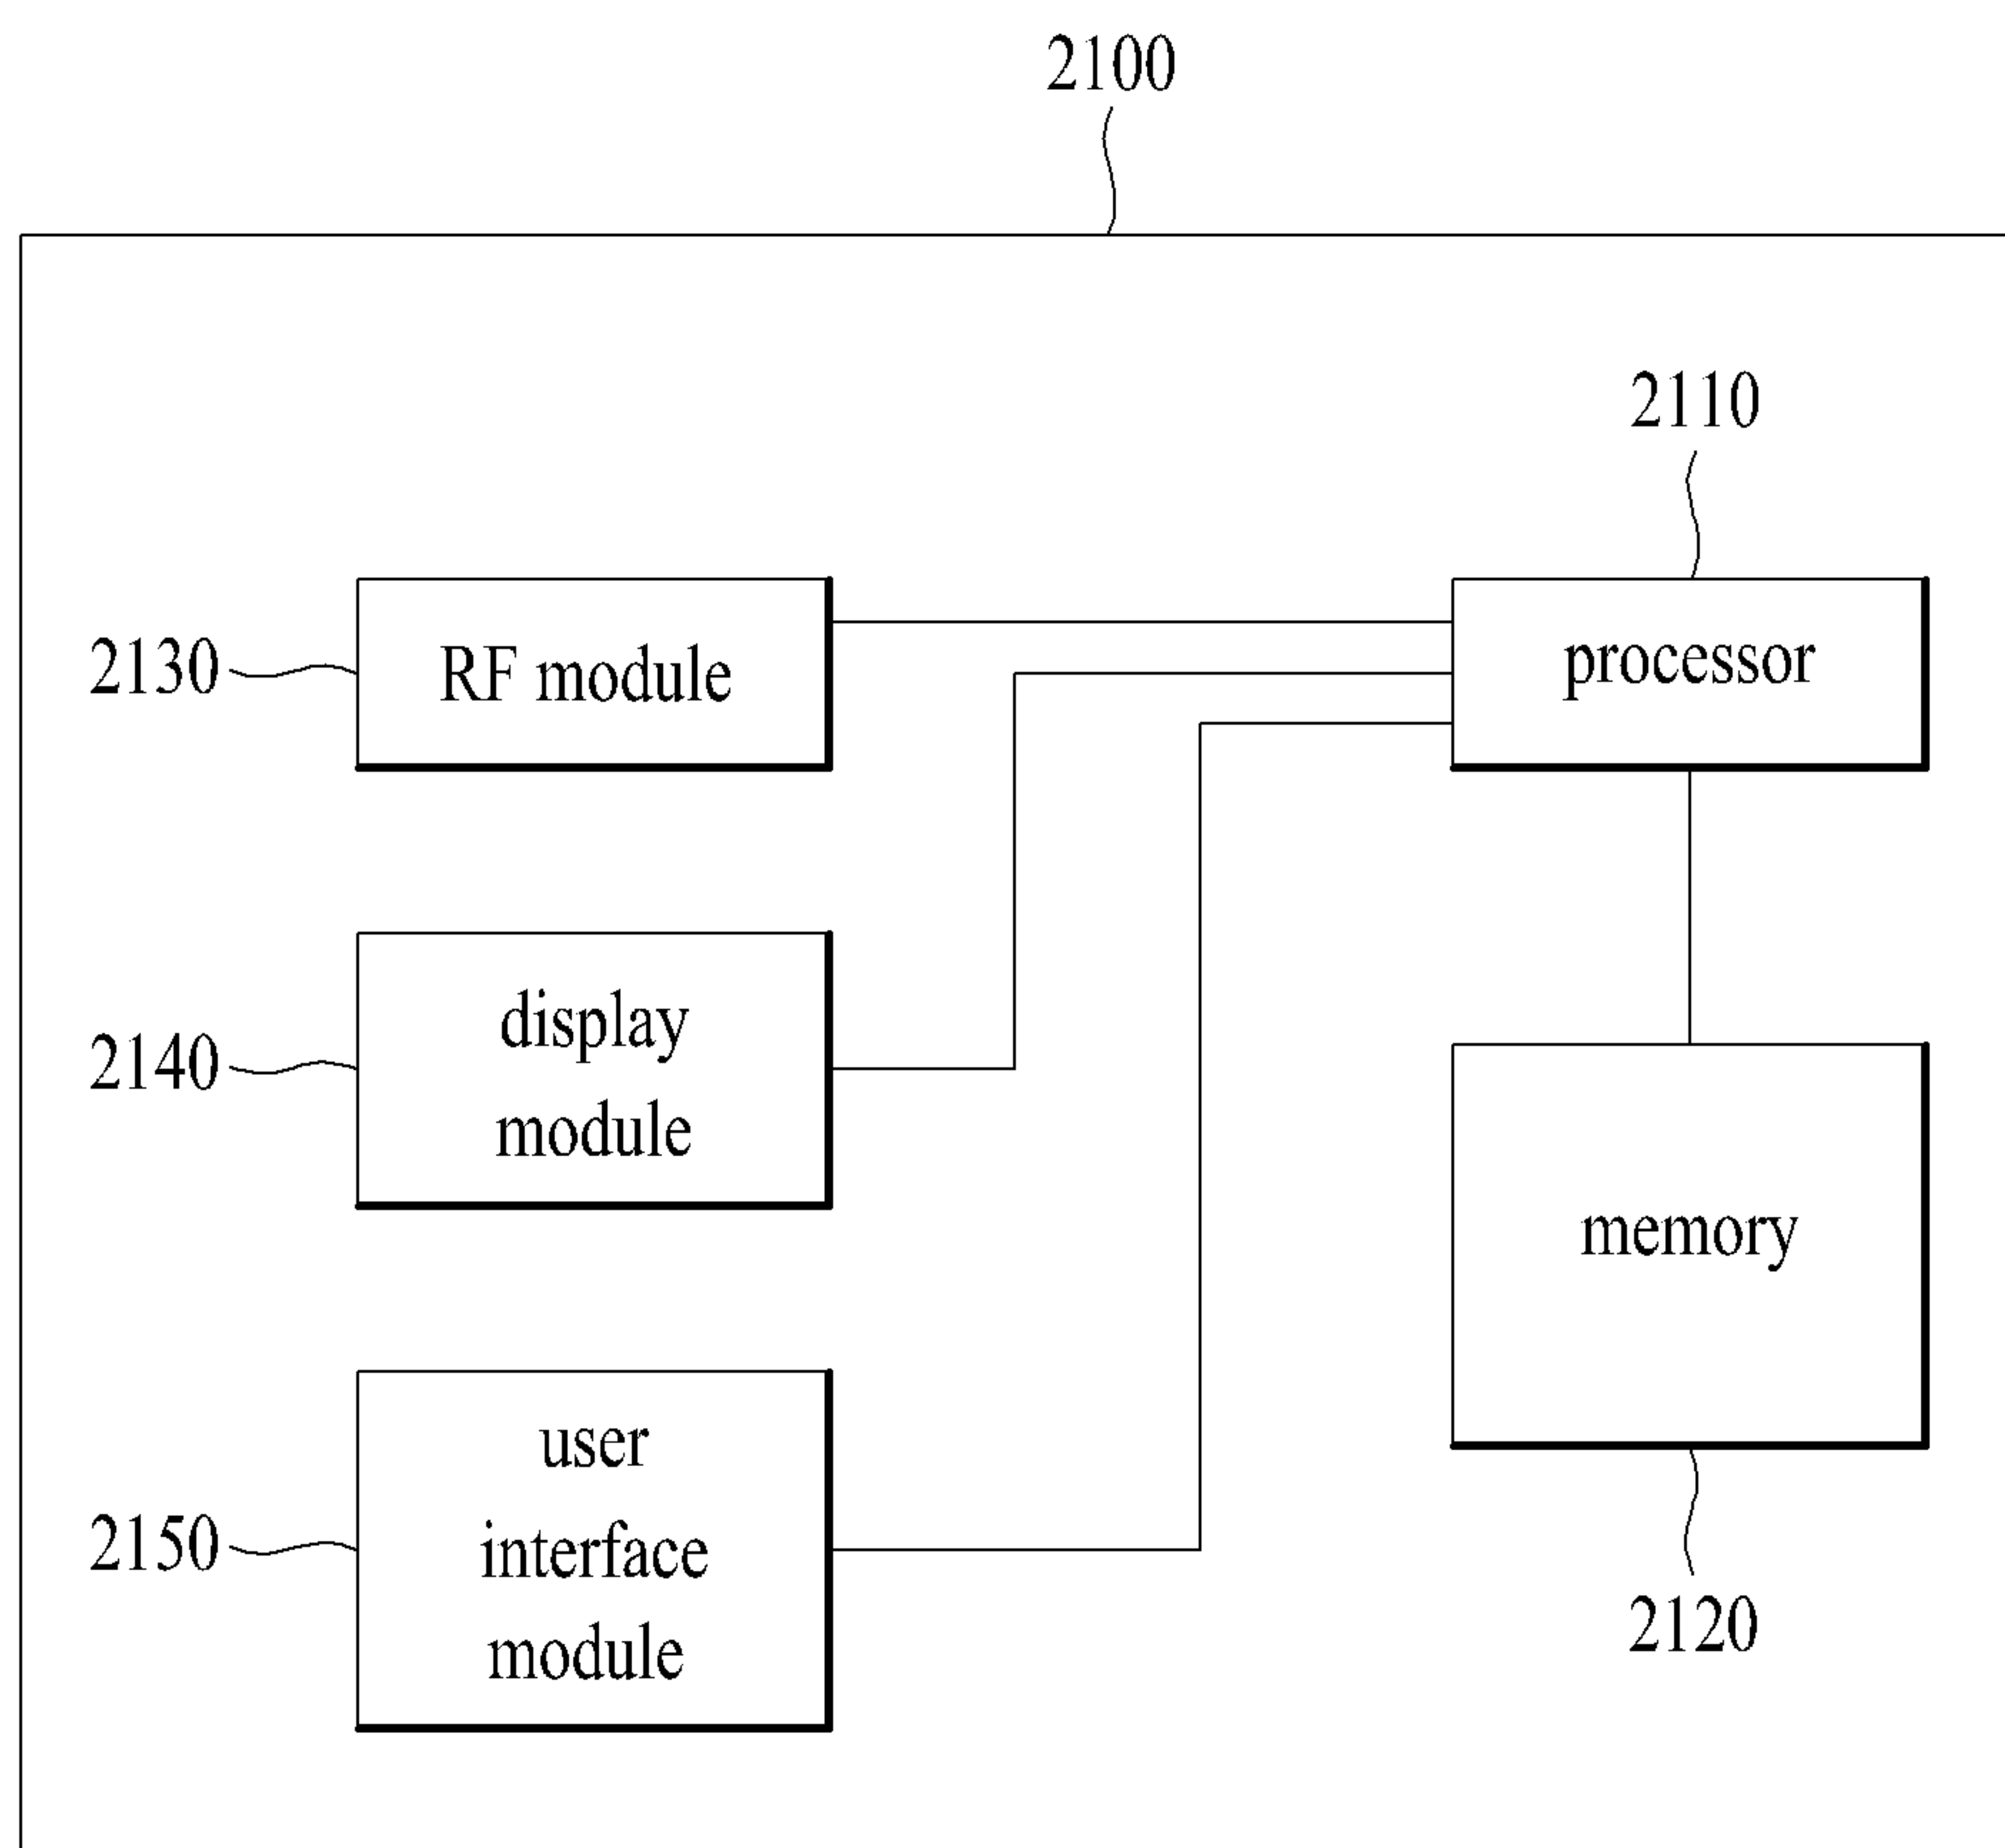 2100
2110
2130
RF module
processor
2140
display
module
memory
2150
user
interface
module
2120